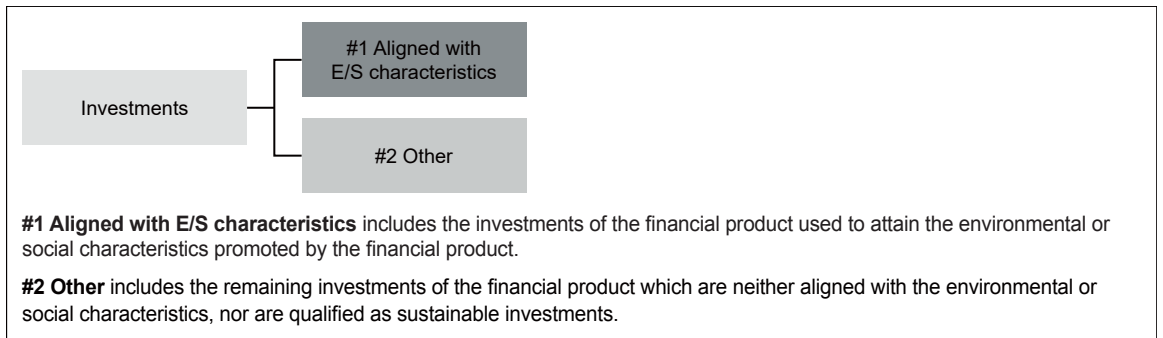 #1 Aligned with
E/S characteristics
Investments
#2 Other
#1 Aligned with E/S characteristics includes the investments of the financial product used to attain the environmental or
social characteristics promoted by the financial product.
#2 Other includes the remaining investments of the financial product which are neither aligned with the environmental or
social characteristics, nor are qualified as sustainable investments.